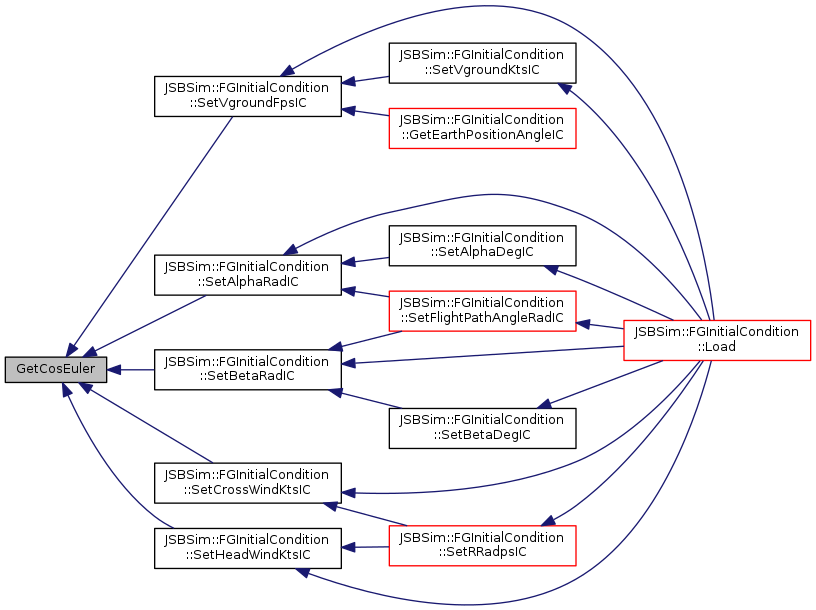 JSBSim::FGInitialCondition
::SetVgroundKtsIC
JSBSim::FGInitialCondition
::SetVgroundFpsIC
JSBSim::FGInitialCondition
::GetEarthPositionAngleIC
JSBSim::FGInitialCondition
::SetAlphaDegIC
JSBSim::FGInitialCondition
::SetAlphaRadIC
JSBSim::FGInitialCondition
::SetFlightPathAngleRadIC
JSBSim::FGInitialCondition
::Load
GetCosEuler
JSBSim::FGInitialCondition
::SetBetaRadIC
JSBSim::FGInitialCondition
::SetBetaDegIC
JSBSim::FGInitialCondition
::SetCrossWindKtsIC
JSBSim::FGInitialCondition
::SetHeadWindKtsIC
JSBSim::FGInitialCondition
::SetRRadpsIC